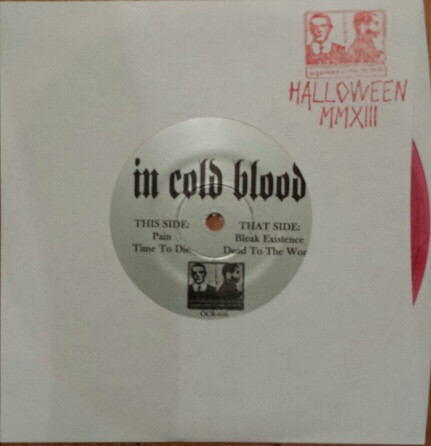 HALLOWEEN
MMXIII
in cold blood
THIS SIDE:
Pain
Time To Die
THAT SIDE:
Bleak Existence
Dead To The Wor